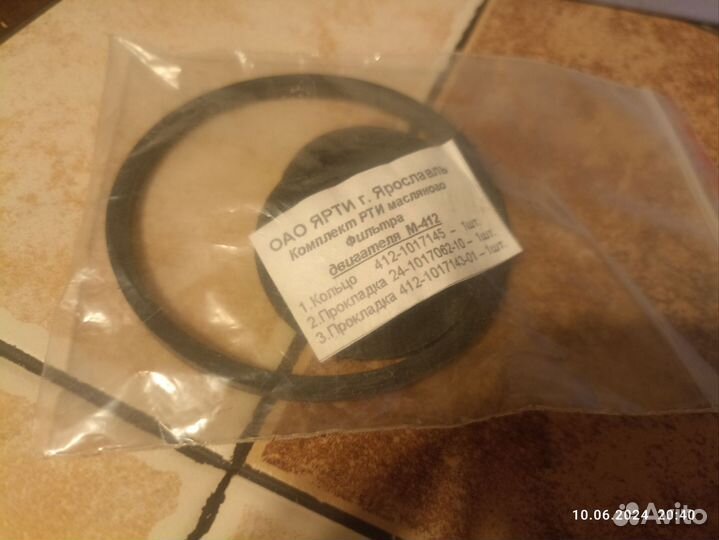 ОАО ЯРТИ г. Ярославль
Комплект РТИ масляного
Фильтра
двигателя М-412
1.Кольцо 412-1017145 – 1шт.
2.Прокладка 24-1017062-10 – 1шт.
3.Прокладка 412-1017143-01 – 1шт.
10.06.2024 20:40
Avito